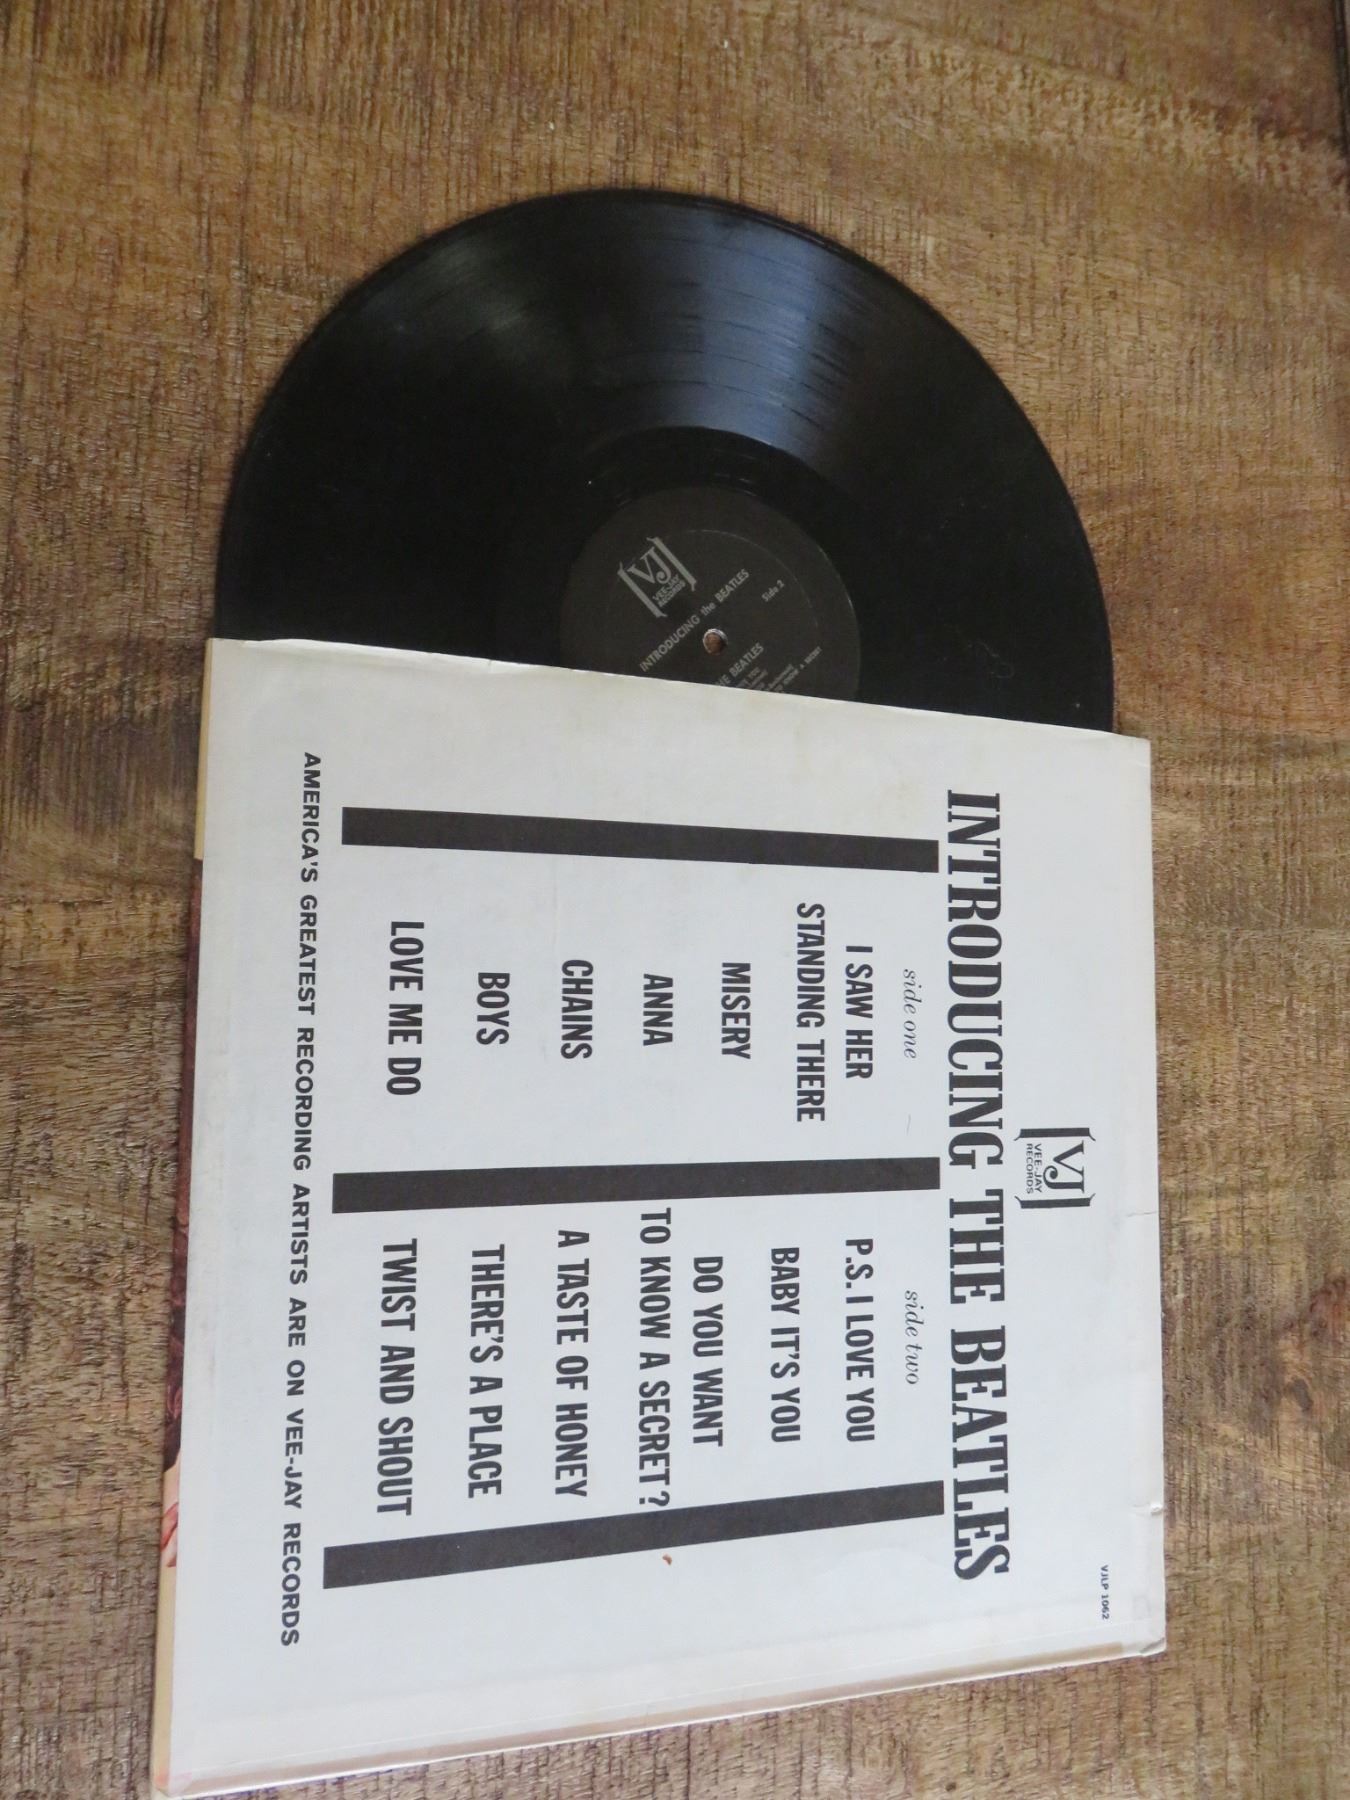 VJ
VEE-JAY
RECORDS
VJLP 1062
INTRODUCING THE BEATLES
side one
I SAW HER
STANDING THERE
MISERY
ANNA
CHAINS
BOYS
LOVE ME DO
side two
P.S. I LOVE YOU
BABY IT'S YOU
DO YOU WANT
TO KNOW A SECRET?
A TASTE OF HONEY
THERE'S A PLACE
TWIST AND SHOUT
AMERICA'S GREATEST RECORDING ARTISTS ARE ON VEE-JAY RECORDS
VJ
VEE-JAY
RECORDS
INTRODUCING the BEATLES
Side 2
BEATLES